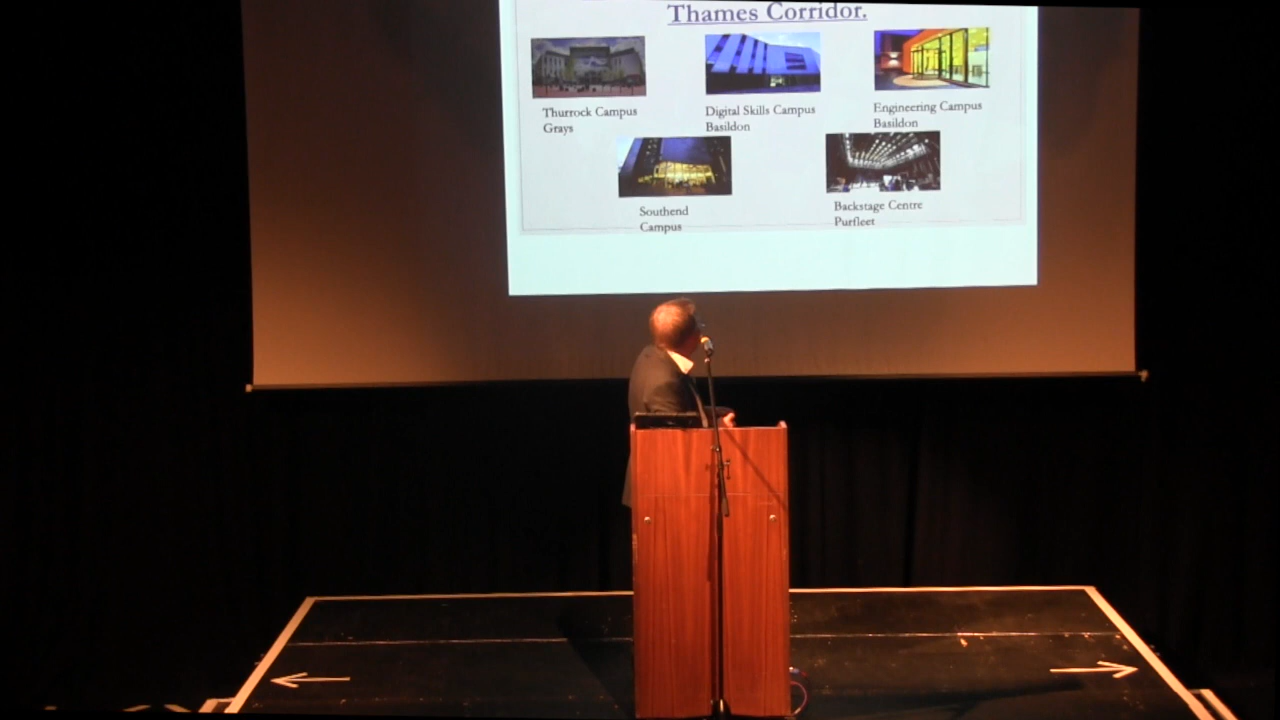 Thames Corridor.
Thurrock Campus
Grays
Digital Skills Campus
Basildon
Engineering Campus
Basildon
Southend
Campus
Backstage Centre
Purfleet